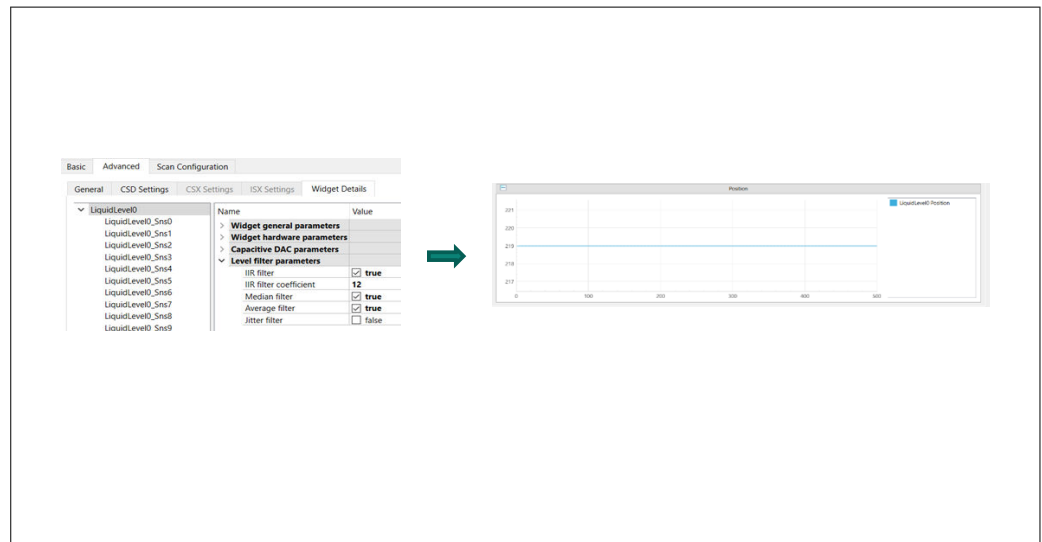 Basic Advanced Scan Configuration
General CSD Settings CSX Settings ISX Settings Widget Details
LiquidLevel0
LiquidLevel0_Sns0
LiquidLevel0_Sns1
LiquidLevel0_Sns2
LiquidLevel0_Sns3
LiquidLevel0_Sns4
LiquidLevel0_Sns5
LiquidLevel0_Sns6
LiquidLevel0_Sns7
LiquidLevel0_Sns8
LiquidLevel0_Sns9
Name Value
Widget general parameters
Widget hardware parameters
Capacitive DAC parameters
Level filter parameters
IIR filter true
IIR filter coefficient 12
Median filter true
Average filter true
Jitter filter false
Position
LiquidLevel0 Position
221
220
219
218
217
0 100 200 300 400 500